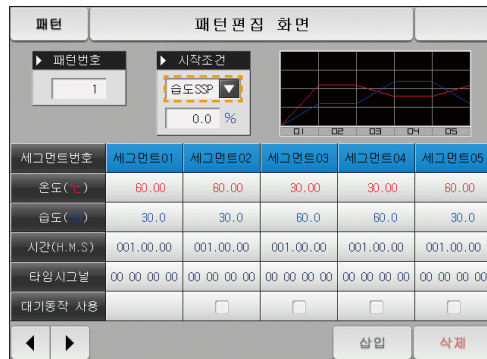 패턴 패턴편집 화면
▶ 패턴번호 ▶ 시작조건
1 습도SSP ▼
0.0 %
01 02 03 04 05
세그먼트번호 세그먼트01 세그먼트02 세그먼트03 세그먼트04 세그먼트05
온도(℃) 60.00 60.00 30.00 30.00 60.00
습도(%) 30.0 30.0 60.0 60.0 30.0
시간(H.M.S) 001.00.00 001.00.00 001.00.00 001.00.00 001.00.00
타임시그널 00 00 00 00 00 00 00 00 00 00 00 00 00 00 00 00 00 00 00 00
대기동작 사용
◀ ▶ 삽입 삭제